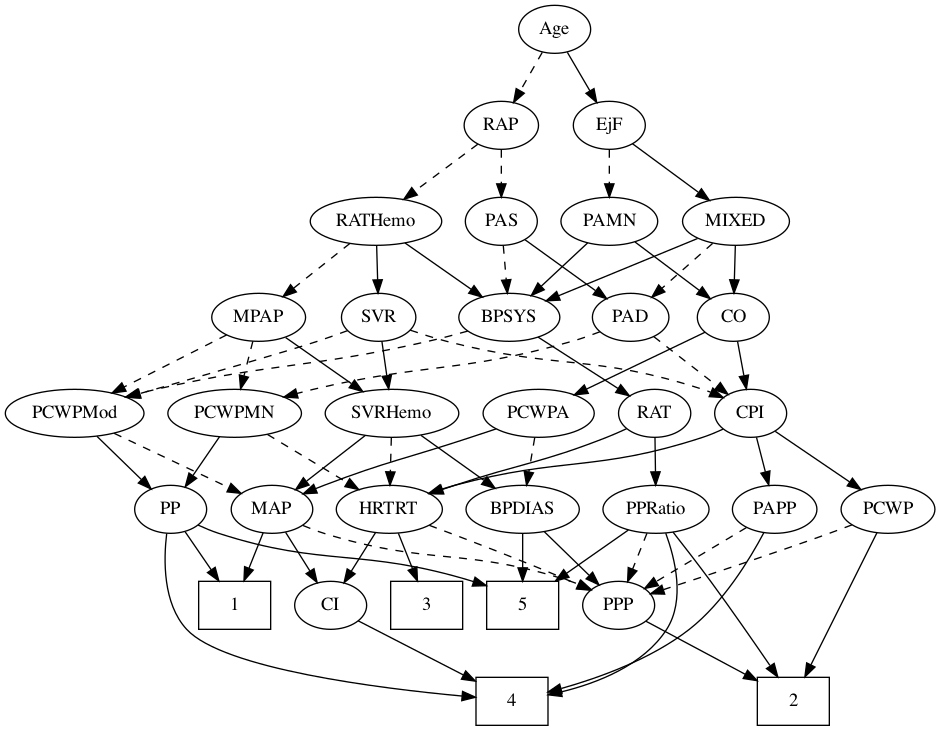 Age
RAP
EjF
RATHemo
PAS
PAMN
MIXED
MPAP
SVR
BPSYS
PAD
CO
PCWPMod
PCWPMN
SVRHemo
PCWPA
RAT
CPI
PP
MAP
HRTRT
BPDIAS
PPRatio
PAPP
PCWP
1
CI
3
5
PPP
4
2